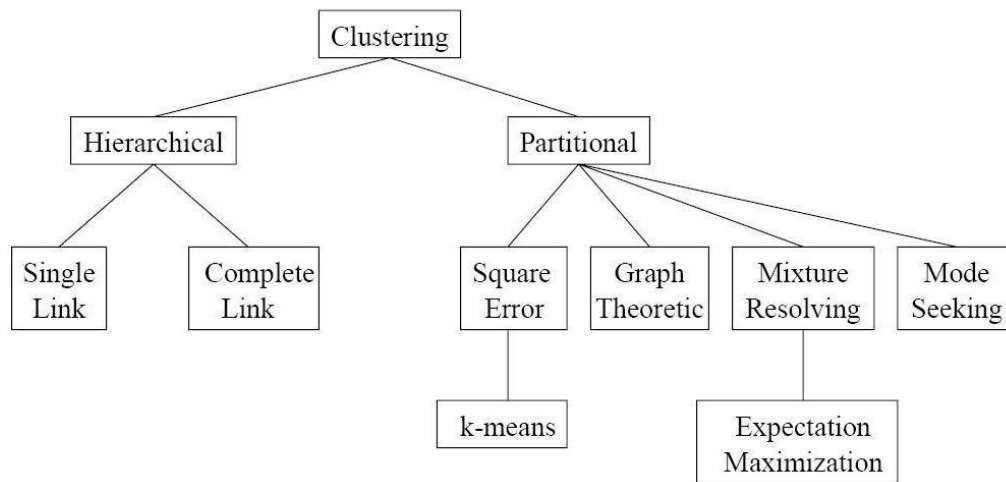 Clustering
Hierarchical
Partitional
Single
Link
Complete
Link
Square
Error
Graph
Theoretic
Mixture
Resolving
Mode
Seeking
k-means
Expectation
Maximization